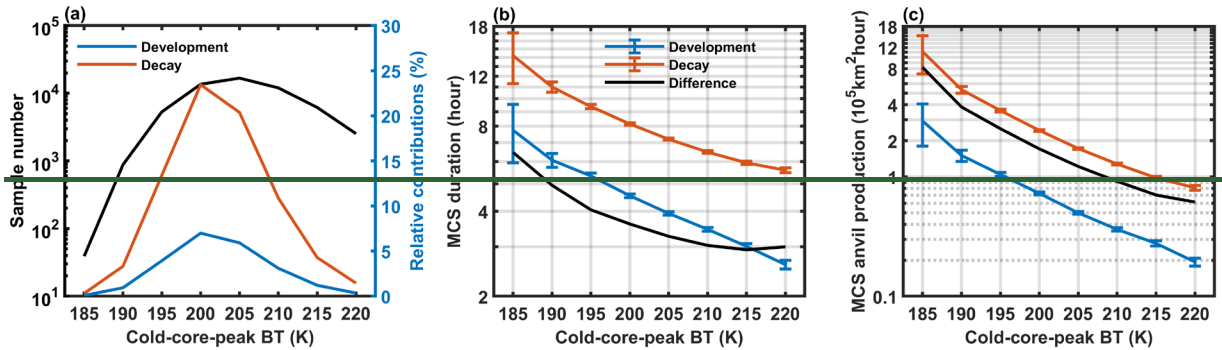 (a)
10^5
10^4
10^3
10^2
10^1
Sample number
Development
Decay
30
25
20
15
10
5
0
Relative contributions (%)
185 190 195 200 205 210 215 220
Cold-core-peak BT (K)
(b)
18
12
8
4
2
MCS duration (hour)
Development
Decay
Difference
185 190 195 200 205 210 215 220
Cold-core-peak BT (K)
(c)
18
12
8
4
2
1
0.1
MCS anvil production (10^5km^2hour)
185 190 195 200 205 210 215 220
Cold-core-peak BT (K)